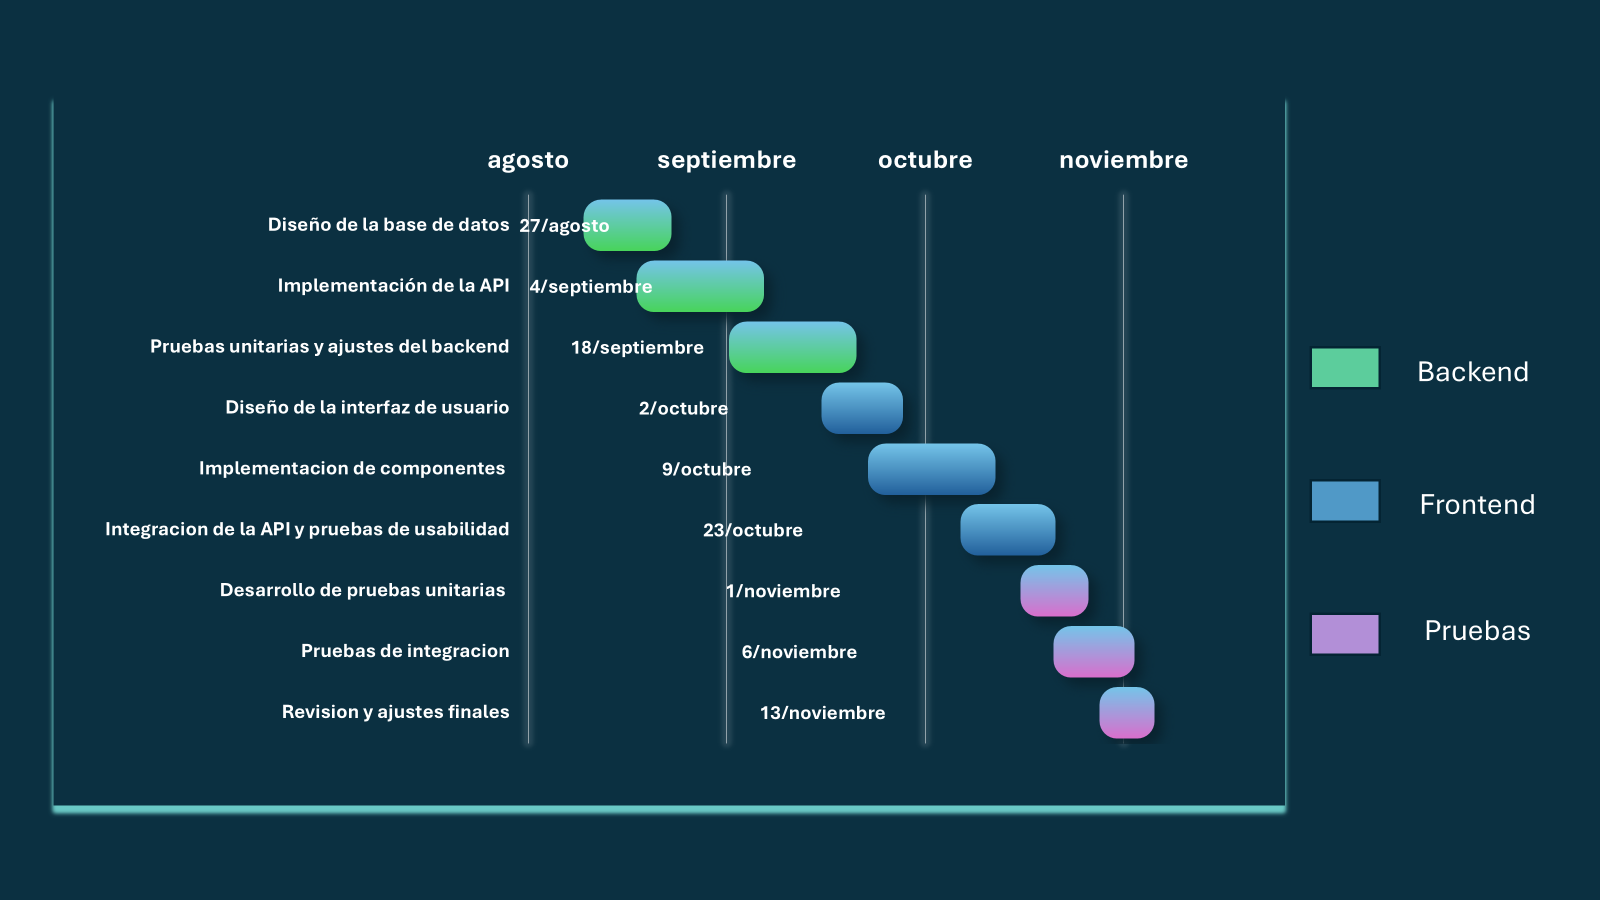 agosto septiembre octubre noviembre
Diseño de la base de datos 27/agosto
Implementación de la API 4/septiembre
Pruebas unitarias y ajustes del backend 18/septiembre
Diseño de la interfaz de usuario 2/octubre
Implementacion de componentes 9/octubre
Integracion de la API y pruebas de usabilidad 23/octubre
Desarrollo de pruebas unitarias 1/noviembre
Pruebas de integracion 6/noviembre
Revision y ajustes finales 13/noviembre
Backend
Frontend
Pruebas